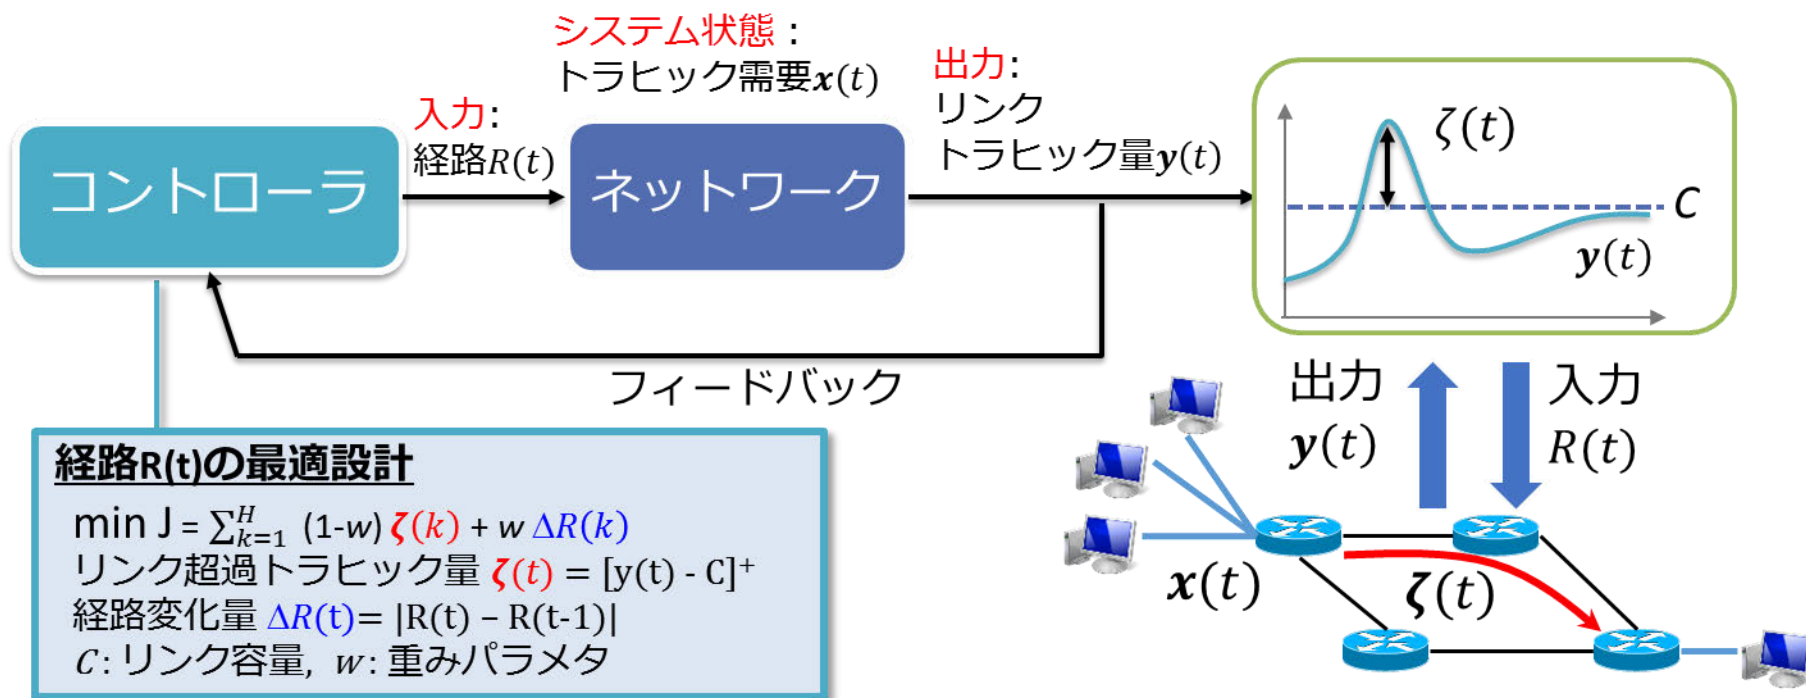 システム状態：
トラヒック需要x(t)
出力:
リンク
トラヒック量y(t)
入力:
経路R(t)
コントローラ
ネットワーク
ζ(t)
C
y(t)
フィードバック
出力
y(t)
入力
R(t)
経路R(t)の最適設計
min J = ∑_{k=1}^{H} (1-w) ζ(k) + w ΔR(k)
リンク超過トラヒック量 ζ(t) = [y(t) - C]⁺
経路変化量 ΔR(t)= |R(t) – R(t-1)|
C: リンク容量, w: 重みパラメタ
x(t)
ζ(t)